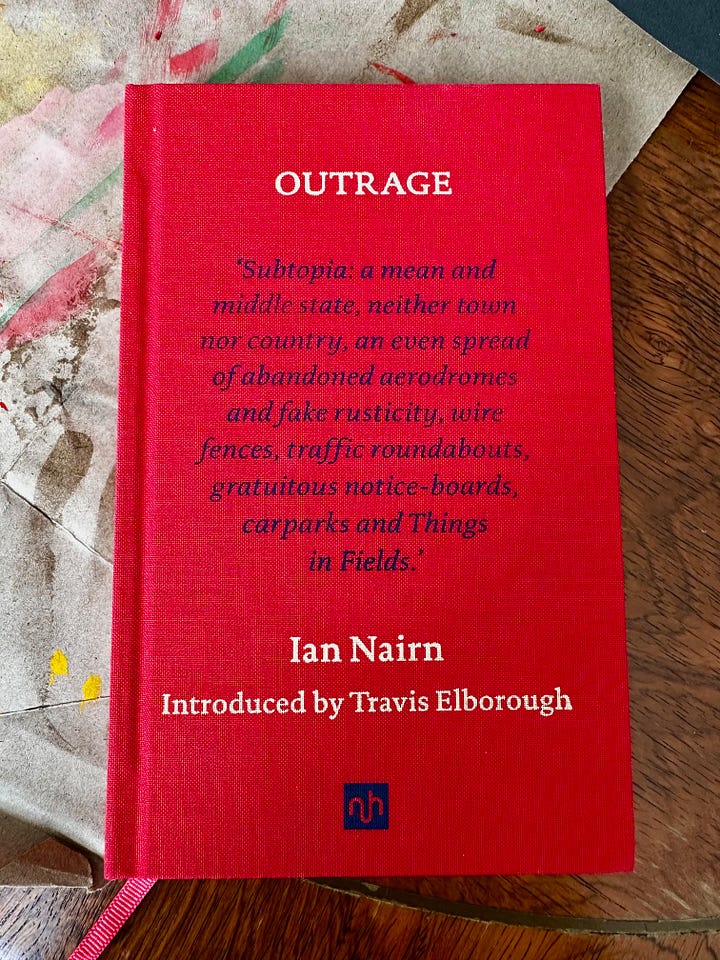 OUTRAGE
‘Subtopia: a mean and
middle state, neither town
nor country, an even spread
of abandoned aerodromes
and fake rusticity, wire
fences, traffic roundabouts,
gratuitous notice-boards,
carparks and Things
in Fields.’
Ian Nairn
Introduced by Travis Elborough
nh